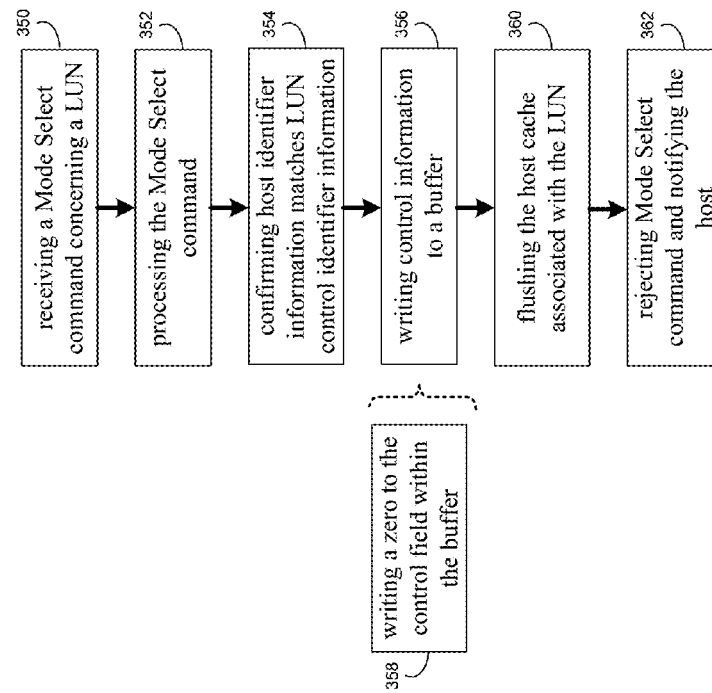 350
receiving a Mode Select
command concerning a LUN
352
processing the Mode Select
command
354
confirming host identifier
information matches LUN
control identifier information
356
writing control information
to a buffer
358
writing a zero to the
control field within
the buffer
360
flushing the host cache
associated with the LUN
362
rejecting Mode Select
command and notifying the
host